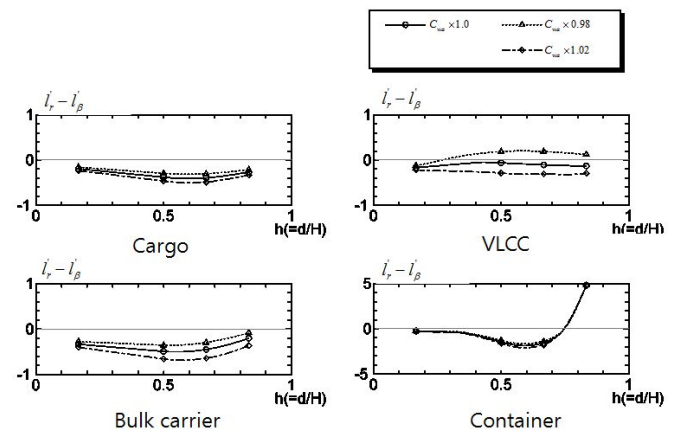 C_wa ×1.0 C_wa ×0.98
C_wa ×1.02
l'_r − l'_β l'_r − l'_β
1 1
0 0
-1 -1
0 0.5 1 0 0.5 1
h(=d/H) h(=d/H)
Cargo VLCC
l'_r − l'_β l'_r − l'_β
1 5
0 0
-1 -5
0 0.5 1 0 0.5 1
h(=d/H) h(=d/H)
Bulk carrier Container